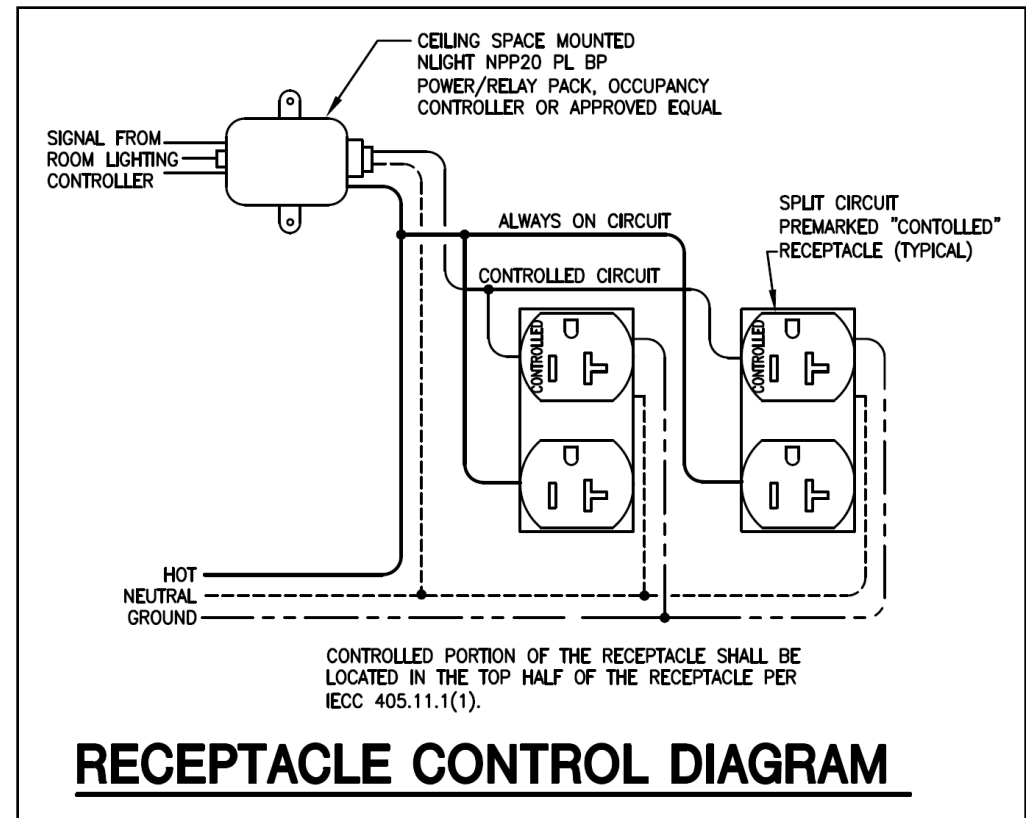 CEILING SPACE MOUNTED
NLIGHT NPP20 PL BP
POWER/RELAY PACK, OCCUPANCY
CONTROLLER OR APPROVED EQUAL
SIGNAL FROM
ROOM LIGHTING
CONTROLLER
SPLIT CIRCUIT
PREMARKED "CONTOLLED"
RECEPTACLE (TYPICAL)
ALWAYS ON CIRCUIT
CONTROLLED CIRCUIT
CONTROLLED
CONTROLLED
HOT
NEUTRAL
GROUND
CONTROLLED PORTION OF THE RECEPTACLE SHALL BE
LOCATED IN THE TOP HALF OF THE RECEPTACLE PER
IECC 405.11.1(1).
RECEPTACLE CONTROL DIAGRAM